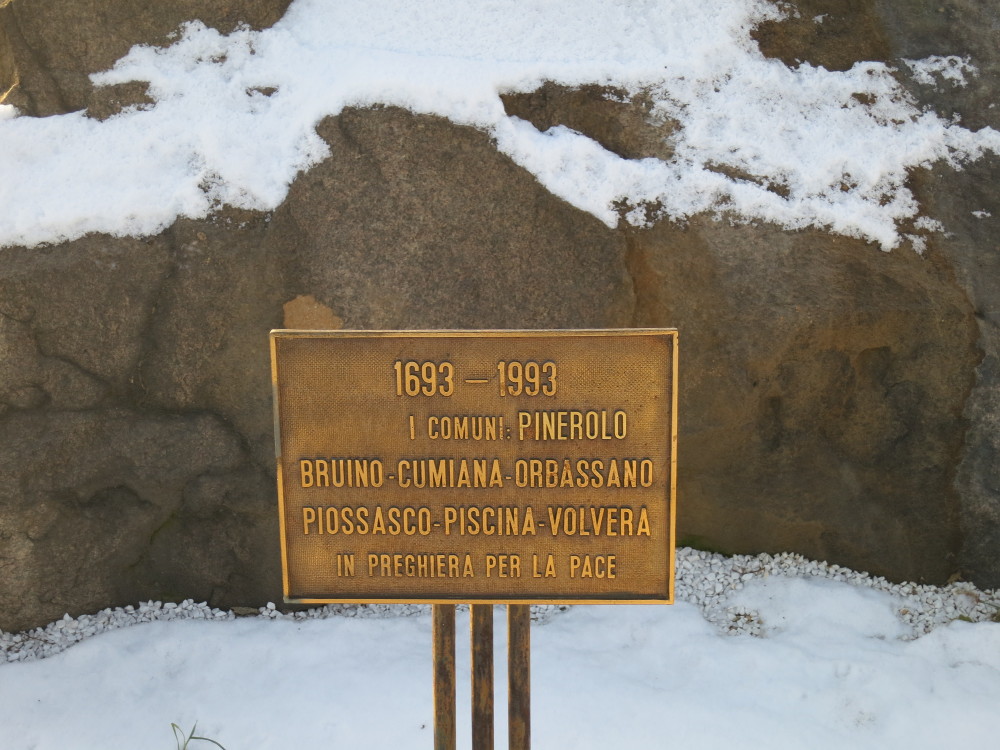 1693 - 1993
I COMUNI: PINEROLO
BRUINO-CUMIANA-ORBASSANO
PIOSSASCO-PISCINA-VOLVERA
IN PREGHIERA PER LA PACE